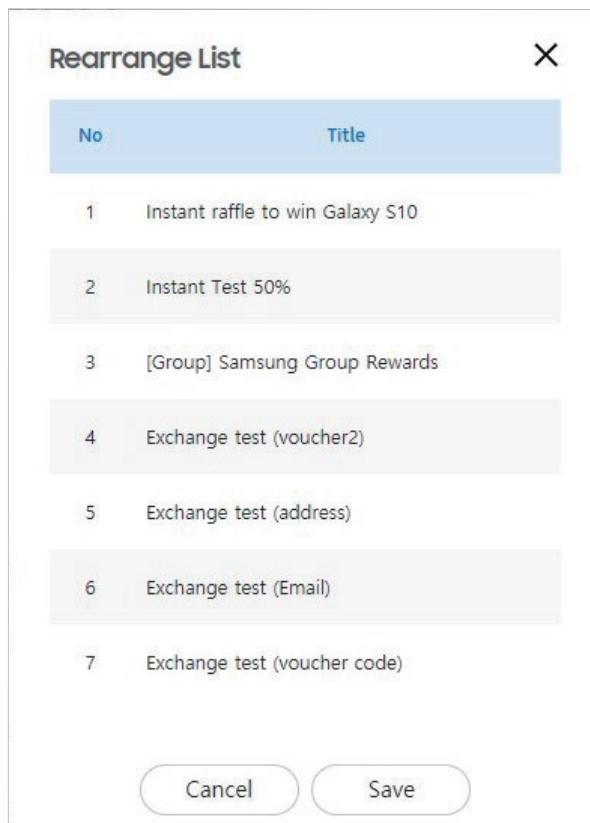 Rearrange List
No Title
1 Instant raffle to win Galaxy S10
2 Instant Test 50%
3 [Group] Samsung Group Rewards
4 Exchange test (voucher2)
5 Exchange test (address)
6 Exchange test (Email)
7 Exchange test (voucher code)
Cancel Save